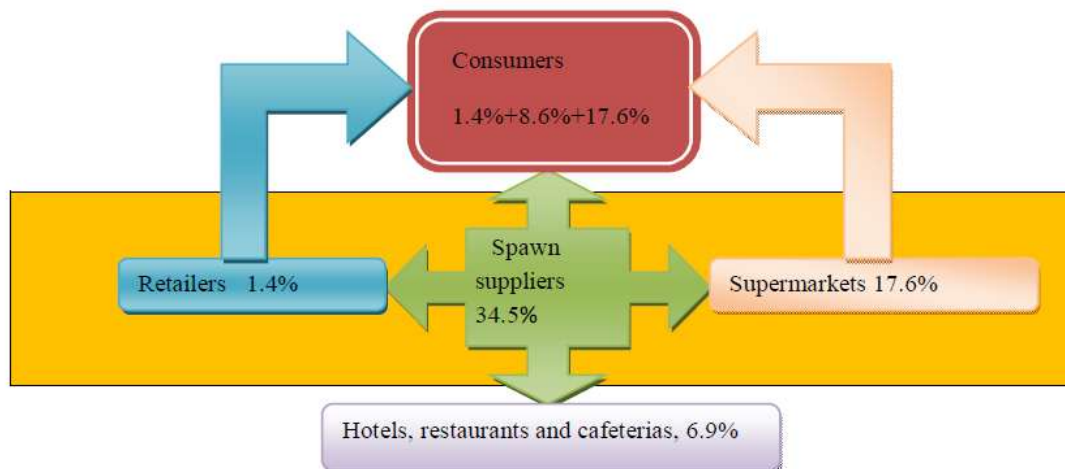 Consumers
1.4%+8.6%+17.6%
Spawn
suppliers
34.5%
Retailers 1.4%
Supermarkets 17.6%
Hotels, restaurants and cafeterias, 6.9%